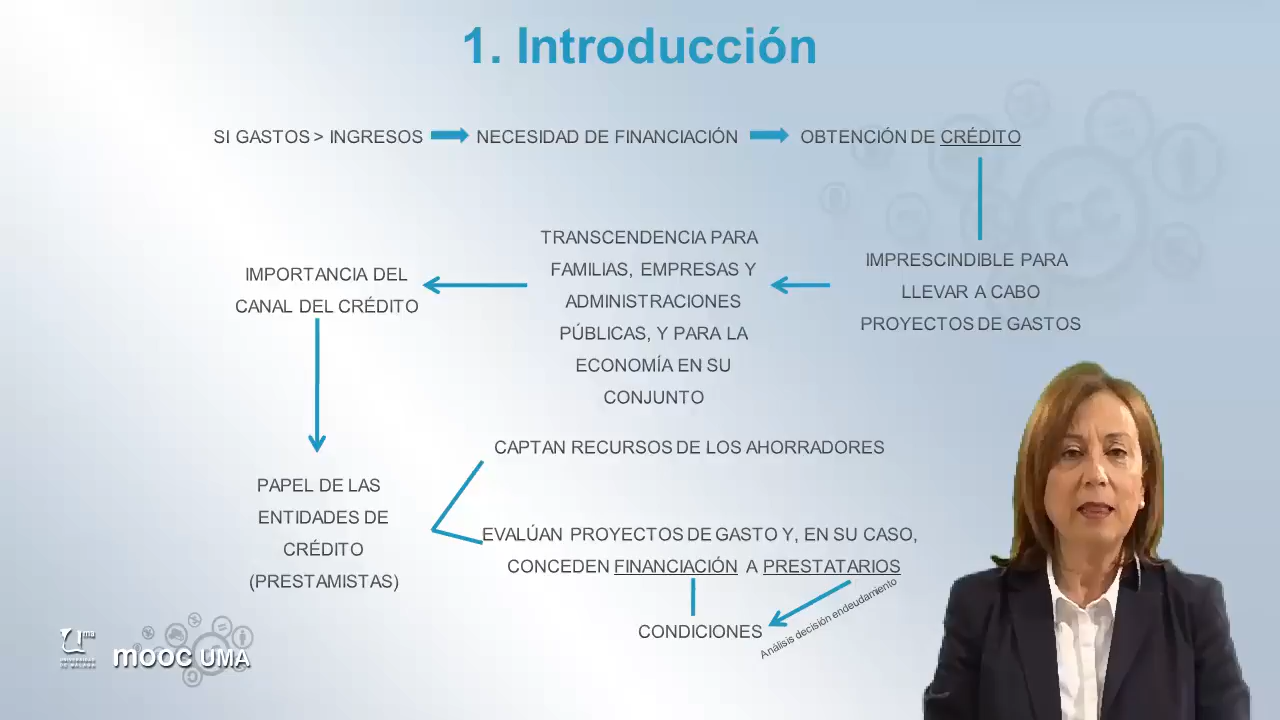 1. Introducción
SI GASTOS > INGRESOS
NECESIDAD DE FINANCIACIÓN
OBTENCIÓN DE CRÉDITO
IMPRESCINDIBLE PARA
LLEVAR A CABO
PROYECTOS DE GASTOS
TRANSCENDENCIA PARA
FAMILIAS, EMPRESAS Y
ADMINISTRACIONES
PÚBLICAS, Y PARA LA
ECONOMÍA EN SU
CONJUNTO
IMPORTANCIA DEL
CANAL DEL CRÉDITO
PAPEL DE LAS
ENTIDADES DE
CRÉDITO
(PRESTAMISTAS)
CAPTAN RECURSOS DE LOS AHORRADORES
EVALÚAN PROYECTOS DE GASTO Y, EN SU CASO,
CONCEDEN FINANCIACIÓN A PRESTATARIOS
CONDICIONES
Análisis decisión endeudamiento
uma
mooc UMA